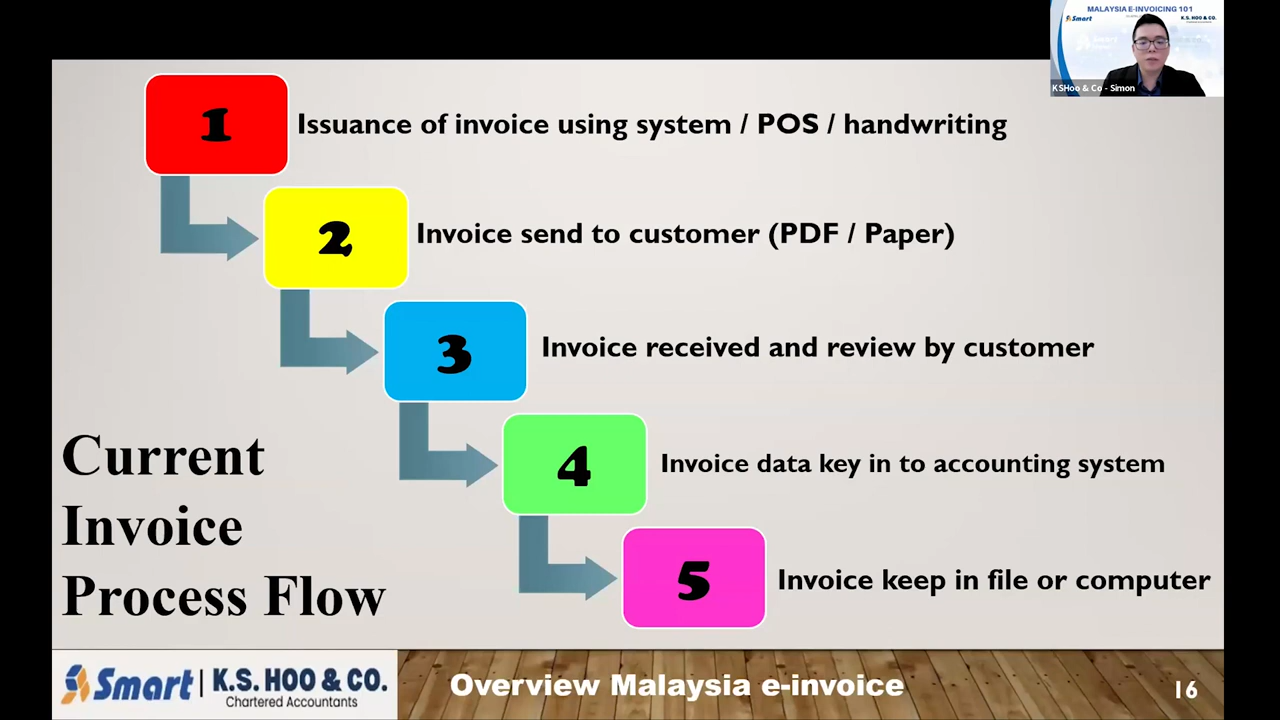 MALAYSIA E-INVOICING 101
Smart
K.S. HOO & CO.
KSHoo & Co - Simon
1
Issuance of invoice using system / POS / handwriting
2
Invoice send to customer (PDF / Paper)
3
Invoice received and review by customer
4
Invoice data key in to accounting system
5
Invoice keep in file or computer
Current
Invoice
Process Flow
Smart
K.S. HOO & CO.
Chartered Accountants
Overview Malaysia e-invoice
16